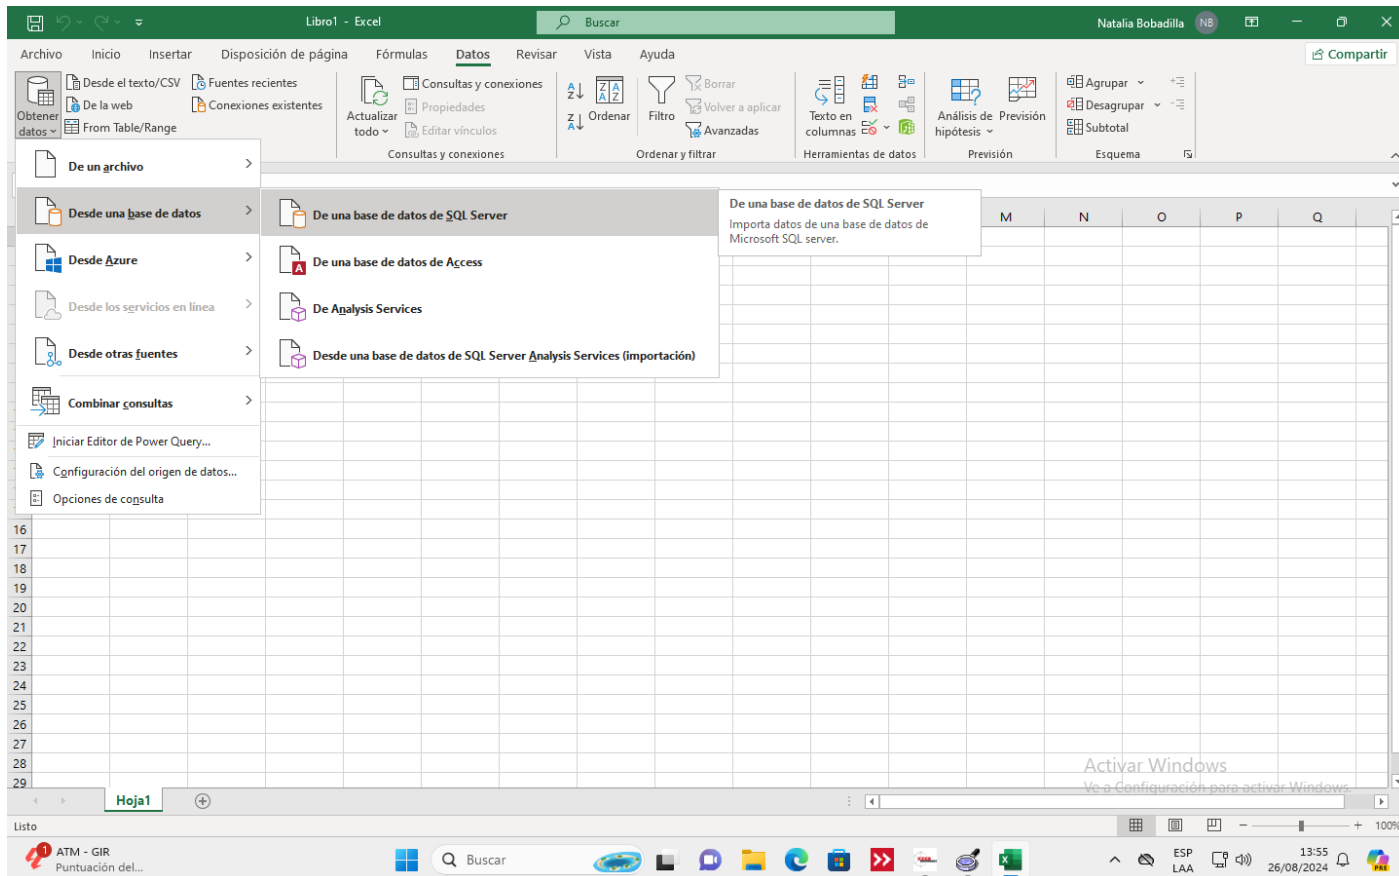 Libro1 - Excel
Buscar
Natalia Bobadilla
NB
Archivo
Inicio
Insertar
Disposición de página
Fórmulas
Datos
Revisar
Vista
Ayuda
Compartir
Obtener
datos
Desde el texto/CSV
De la web
From Table/Range
Fuentes recientes
Conexiones existentes
Actualizar
todo
Consultas y conexiones
Propiedades
Editar vínculos
Consultas y conexiones
Ordenar
Filtro
Borrar
Volver a aplicar
Avanzadas
Ordenar y filtrar
Texto en
columnas
Herramientas de datos
Análisis de
hipótesis
Previsión
Previsión
Agrupar
Desagrupar
Subtotal
Esquema
De un archivo
Desde una base de datos
Desde Azure
Desde los servicios en línea
Desde otras fuentes
Combinar consultas
Iniciar Editor de Power Query...
Configuración del origen de datos...
Opciones de consulta
De una base de datos de SQL Server
De una base de datos de Access
De Analysis Services
Desde una base de datos de SQL Server Analysis Services (importación)
De una base de datos de SQL Server
Importa datos de una base de datos de
Microsoft SQL server.
M N O P Q
16
17
18
19
20
21
22
23
24
25
26
27
28
29
Activar Windows
Ve a Configuración para activar Windows.
Hoja1
Listo
100%
1
ATM - GIR
Puntuación del...
Buscar
ESP
LAA
13:55
26/08/2024
PRE